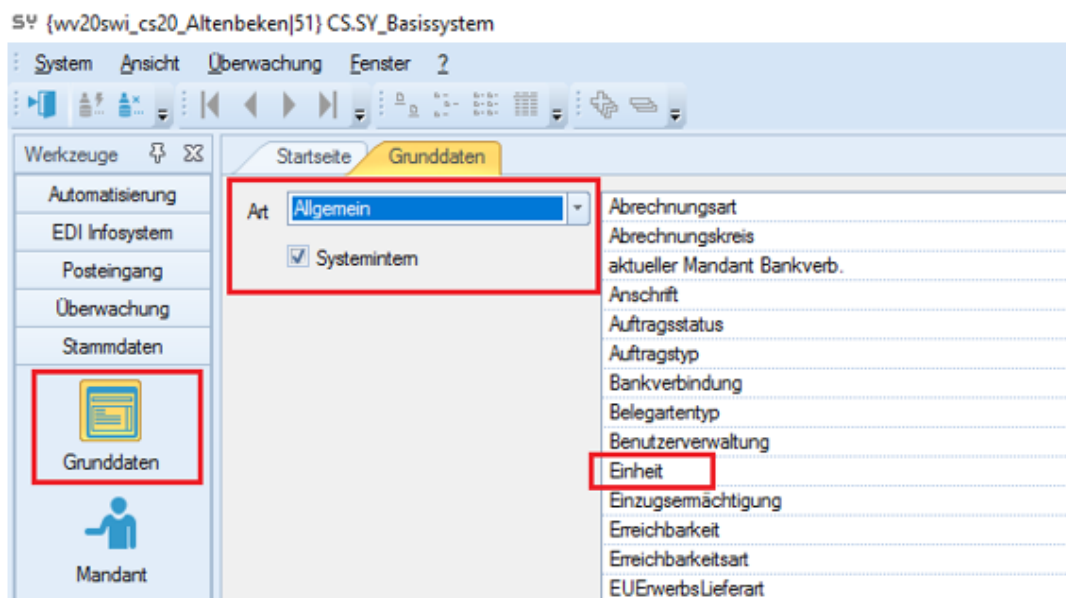 SY {wv20swi_cs20_Altenbeken|51} CS.SY_Basissystem
System Ansicht Überwachung Fenster ?
Werkzeuge
Startseite Grunddaten
Automatisierung
EDI Infosystem
Posteingang
Überwachung
Stammdaten
Grunddaten
Mandant
Art Allgemein
Systemintern
Abrechnungsart
Abrechnungskreis
aktueller Mandant Bankverb.
Anschrift
Auftragsstatus
Auftragstyp
Bankverbindung
Belegartentyp
Benutzerverwaltung
Einheit
Einzugsermächtigung
Erreichbarkeit
Erreichbarkeitsart
EUErwerbsLieferart